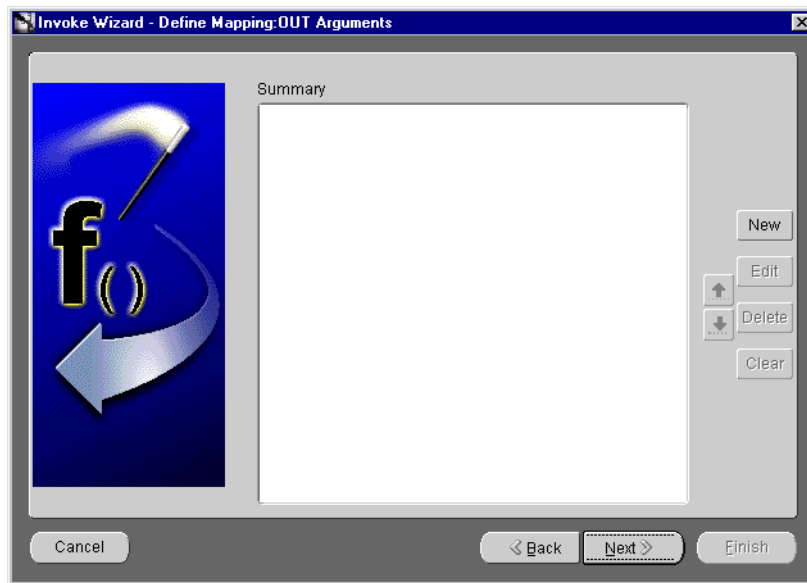 Invoke Wizard - Define Mapping:OUT Arguments
Summary
f()
New
Edit
Delete
Clear
Cancel
Back
Next
Finish